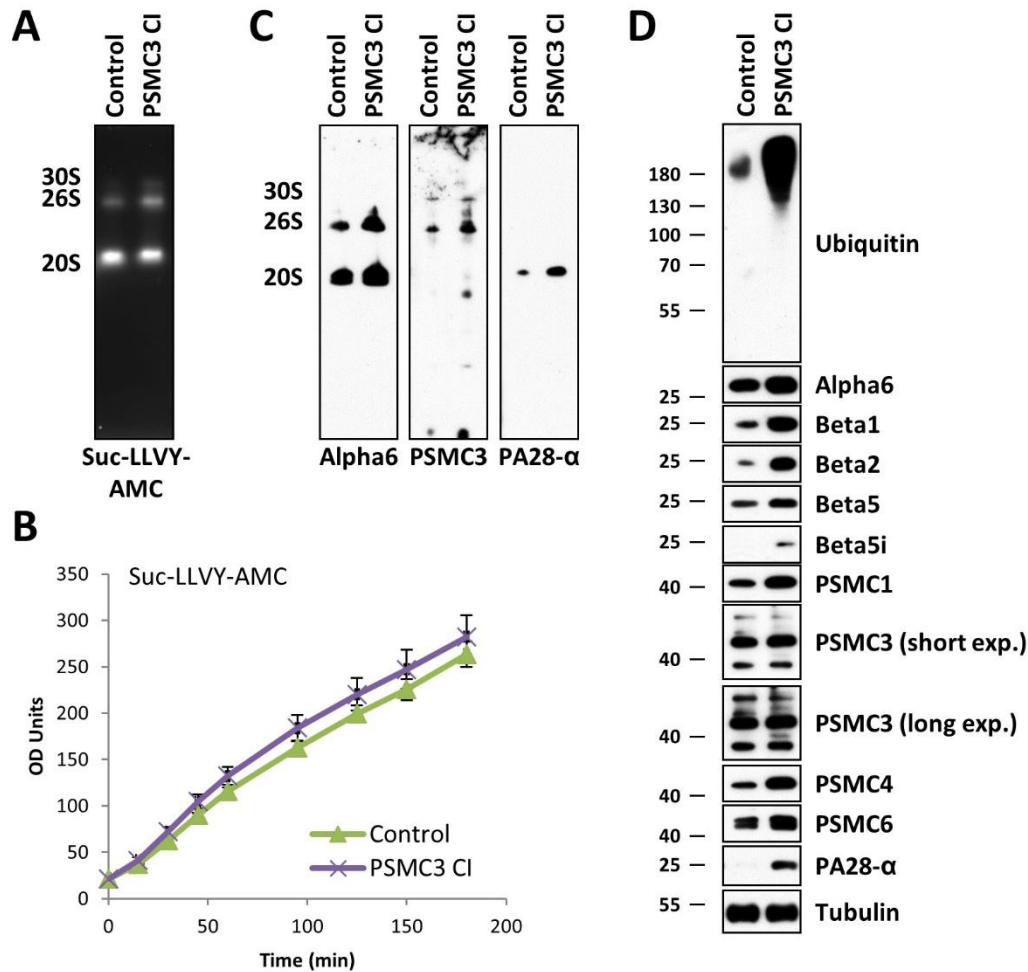 A
Control
PSMC3 CI
30S
26S
20S
Suc-LLVY-
AMC
B
Suc-LLVY-AMC
350
300
250
200
150
100
50
0
OD Units
0
50
100
150
200
Time (min)
Control
PSMC3 CI
C
Control
PSMC3 CI
Control
PSMC3 CI
Control
PSMC3 CI
30S
26S
20S
Alpha6
PSMC3
PA28-α
D
Control
PSMC3 CI
180
130
100
70
55
Ubiquitin
25
Alpha6
25
Beta1
25
Beta2
25
Beta5
25
Beta5i
40
PSMC1
40
PSMC3 (short exp.)
40
PSMC3 (long exp.)
40
PSMC4
40
PSMC6
25
PA28-α
55
Tubulin